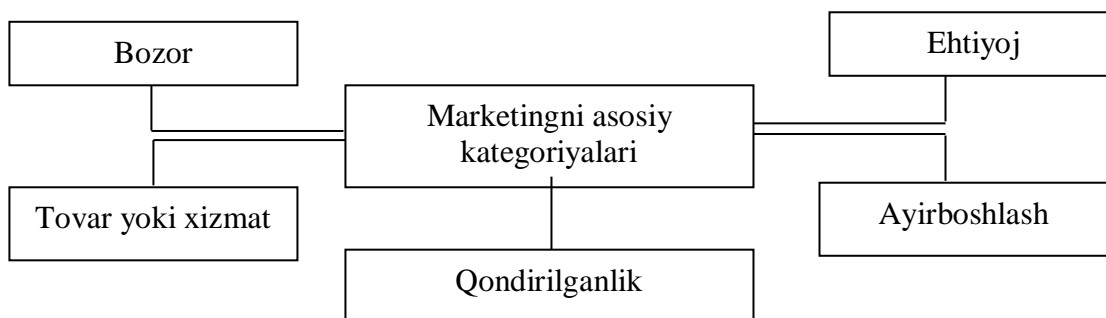 Bozor
Ehtiyoj
Marketingni asosiy
kategoriyalari
Tovar yoki xizmat
Ayirboshlash
Qondirilganlik